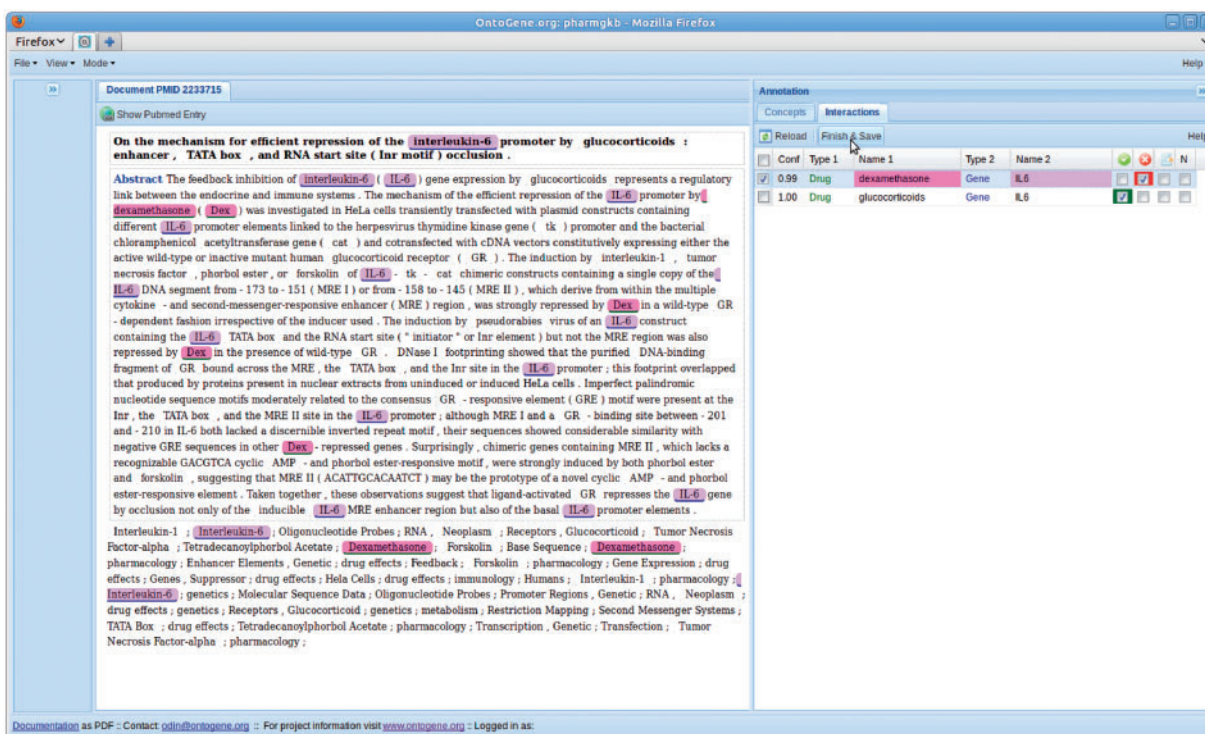 OntoGene.org: pharmgkb - Mozilla Firefox
Firefox
File View Mode Help
Document PMID 2233715
Show Pubmed Entry
On the mechanism for efficient repression of the interleukin-6 promoter by glucocorticoids :
enhancer , TATA box , and RNA start site ( Inr motif ) occlusion .
Abstract The feedback inhibition of interleukin-6 ( IL-6 ) gene expression by glucocorticoids represents a regulatory
link between the endocrine and immune systems . The mechanism of the efficient repression of the IL-6 promoter by
dexamethasone ( Dex ) was investigated in HeLa cells transiently transfected with plasmid constructs containing
different IL-6 promoter elements linked to the herpesvirus thymidine kinase gene ( tk ) promoter and the bacterial
chloramphenicol acetyltransferase gene ( cat ) and cotransfected with cDNA vectors constitutively expressing either the
active wild-type or inactive mutant human glucocorticoid receptor ( GR ) . The induction by interleukin-1 , tumor
necrosis factor , phorbol ester , or forskolin of IL-6 - tk - cat chimeric constructs containing a single copy of the
IL-6 DNA segment from - 173 to - 151 ( MRE I ) or from - 158 to - 145 ( MRE II ) , which derive from within the multiple
cytokine - and second-messenger-responsive enhancer ( MRE ) region , was strongly repressed by Dex in a wild-type GR
- dependent fashion irrespective of the inducer used . The induction by pseudorabies virus of an IL-6 construct
containing the IL-6 TATA box and the RNA start site ( " initiator " or Inr element ) but not the MRE region was also
repressed by Dex in the presence of wild-type GR . DNase I footprinting showed that the purified DNA-binding
fragment of GR bound across the MRE , the TATA box , and the Inr site in the IL-6 promoter ; this footprint overlapped
that produced by proteins present in nuclear extracts from uninduced or induced HeLa cells . Imperfect palindromic
nucleotide sequence motifs moderately related to the consensus GR - responsive element ( GRE ) motif were present at the
Inr , the TATA box , and the MRE II site in the IL-6 promoter ; although MRE I and a GR - binding site between - 201
and - 210 in IL-6 both lacked a discernible inverted repeat motif , their sequences showed considerable similarity with
negative GRE sequences in other Dex - repressed genes . Surprisingly , chimeric genes containing MRE II , which lacks a
recognizable GACGTCA cyclic AMP - and phorbol ester-responsive motif , were strongly induced by both phorbol ester
and forskolin , suggesting that MRE II ( ACATTGCACAATCT ) may be the prototype of a novel cyclic AMP - and phorbol
ester-responsive element . Taken together , these observations suggest that ligand-activated GR represses the IL-6 gene
by occlusion not only of the inducible IL-6 MRE enhancer region but also of the basal IL-6 promoter elements .
Interleukin-1 ; Interleukin-6 ; Oligonucleotide Probes ; RNA , Neoplasm ; Receptors , Glucocorticoid ; Tumor Necrosis
Factor-alpha ; Tetradecanoylphorbol Acetate ; Dexamethasone ; Forskolin ; Base Sequence ; Dexamethasone ;
pharmacology ; Enhancer Elements , Genetic ; drug effects ; Feedback ; Forskolin ; pharmacology ; Gene Expression ; drug
effects ; Genes , Suppressor ; drug effects ; Hela Cells ; drug effects ; immunology ; Humans ; Interleukin-1 ; pharmacology ;
Interleukin-6 ; genetics ; Molecular Sequence Data ; Oligonucleotide Probes ; Promoter Regions , Genetic ; RNA , Neoplasm ;
drug effects ; genetics ; Receptors , Glucocorticoid ; genetics ; metabolism ; Restriction Mapping ; Second Messenger Systems ;
TATA Box ; drug effects ; Tetradecanoylphorbol Acetate ; pharmacology ; Transcription , Genetic ; Transfection ; Tumor
Necrosis Factor-alpha ; pharmacology ;
Annotation
Concepts Interactions
Reload Finish & Save Help
Conf Type 1 Name 1 Type 2 Name 2 N
0.99 Drug dexamethasone Gene IL6
1.00 Drug glucocorticoids Gene IL6
Documentation as PDF :: Contact: odin@ontogene.org :: For project information visit www.ontogene.org :: Logged in as: